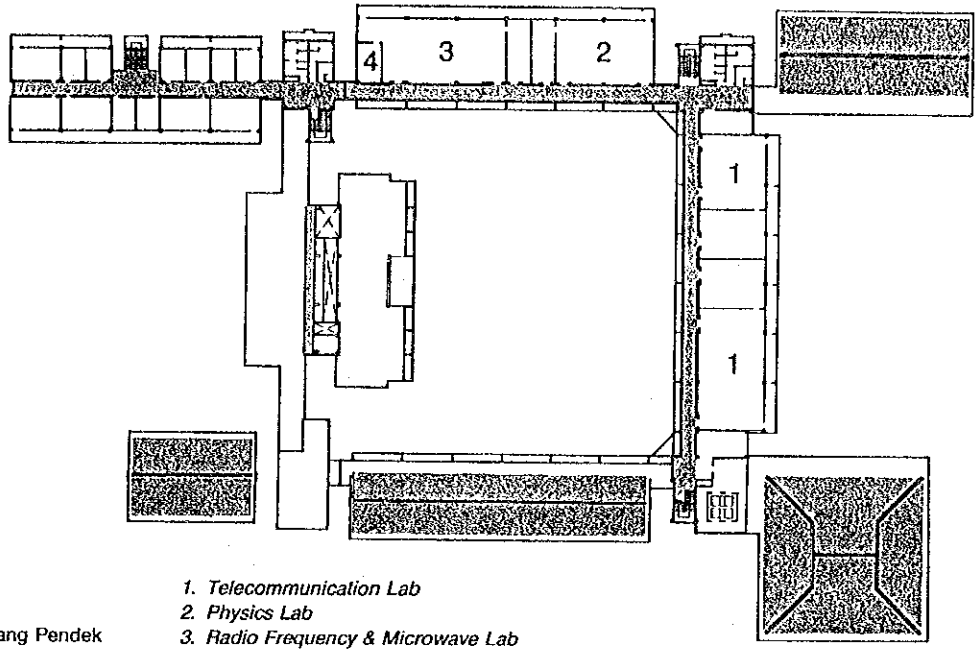 4
3
2
1
1
1. Telecommunication Lab
2. Physics Lab
ang Pendek
3. Radio Frequency & Microwave Lab